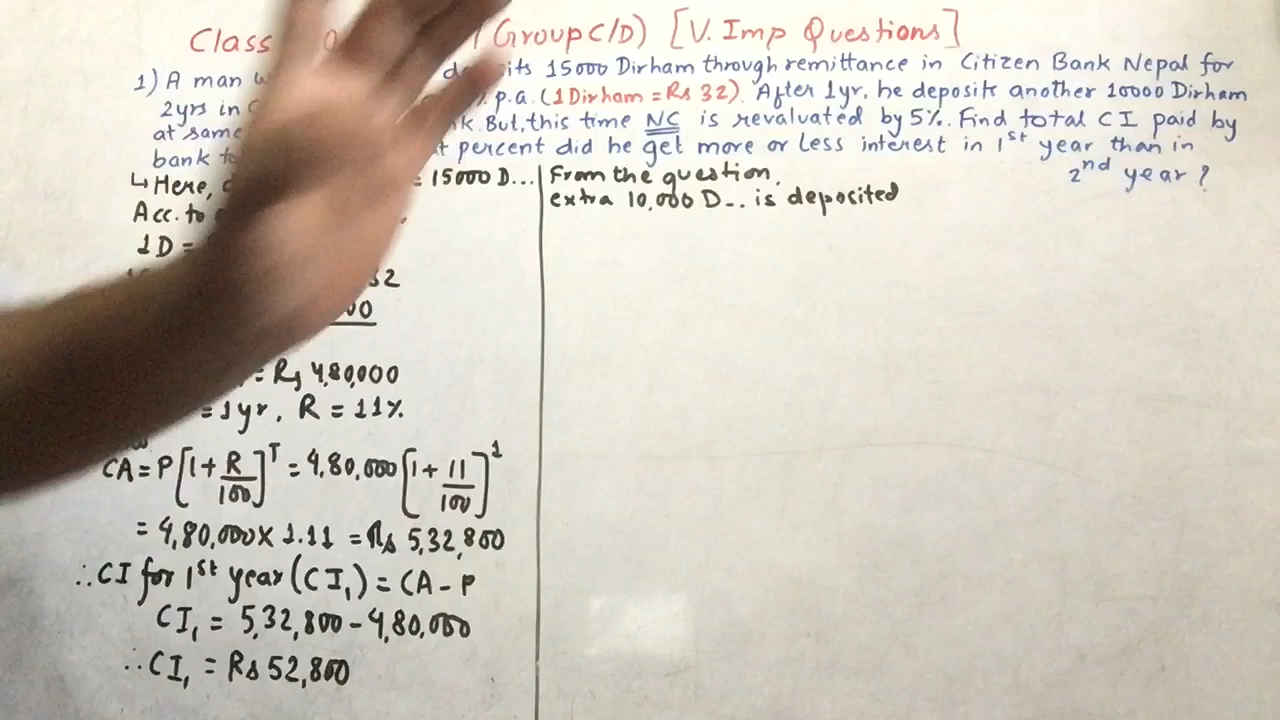 Class (Group C/D) [V. Imp Questions]
1) A man 15000 Dirham through remittance in Citizen Bank Nepal for
2yrs in p.a. (1 Dirham = Rs 32). After 1yr, he deposits another 10000 Dirham
at same But, this time NC is revaluated by 5%. Find total CI paid by
bank percent did he get more or less interest in 1st year than in
2nd year?
↳ Here, = 15000 D...
Acc. to
1D =
= Rs 4,80,000
= 1yr, R = 11%
CA = P[1 + R/100]^T = 4,80,000[1 + 11/100]^1
= 4,80,000 x 1.11 = Rs 5,32,800
∴ CI for 1st year (CI₁) = CA - P
CI₁ = 5,32,800 - 4,80,000
∴ CI₁ = Rs 52,800
From the question,
extra 10,000 D... is deposited